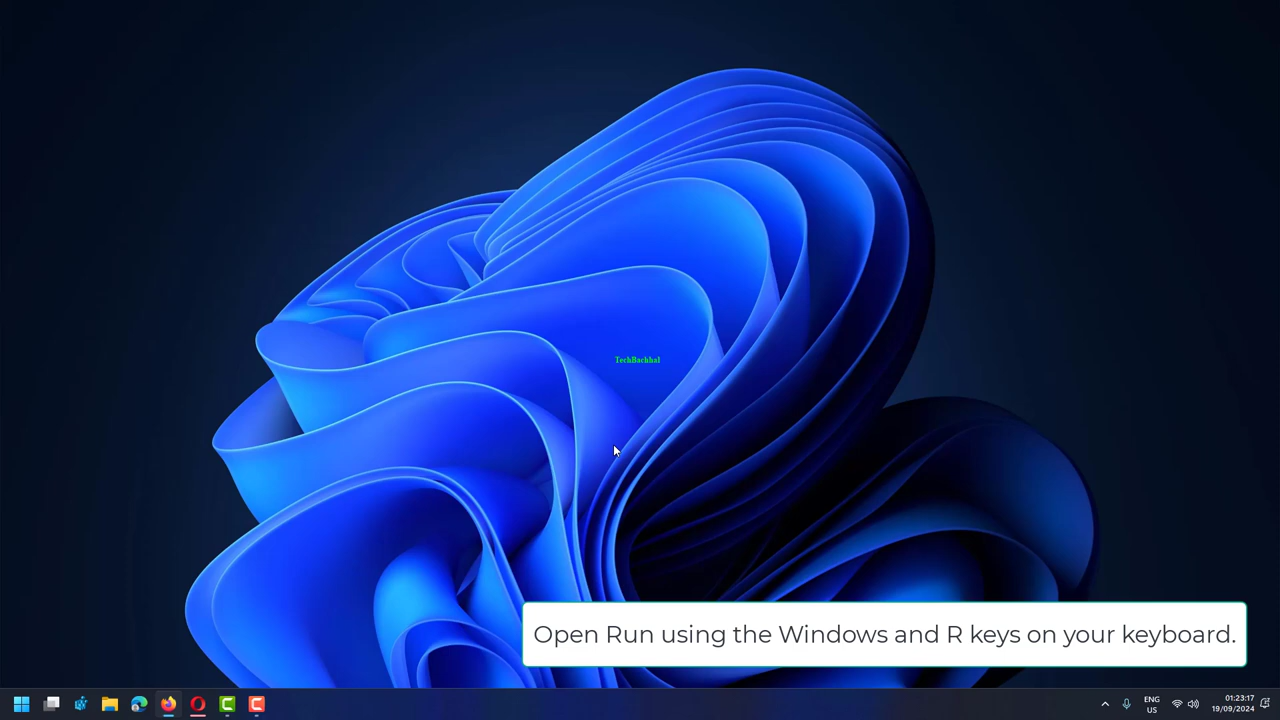 TechBachhal
Open Run using the Windows and R keys on your keyboard.
ENG
US
01:23:17
19/09/2024